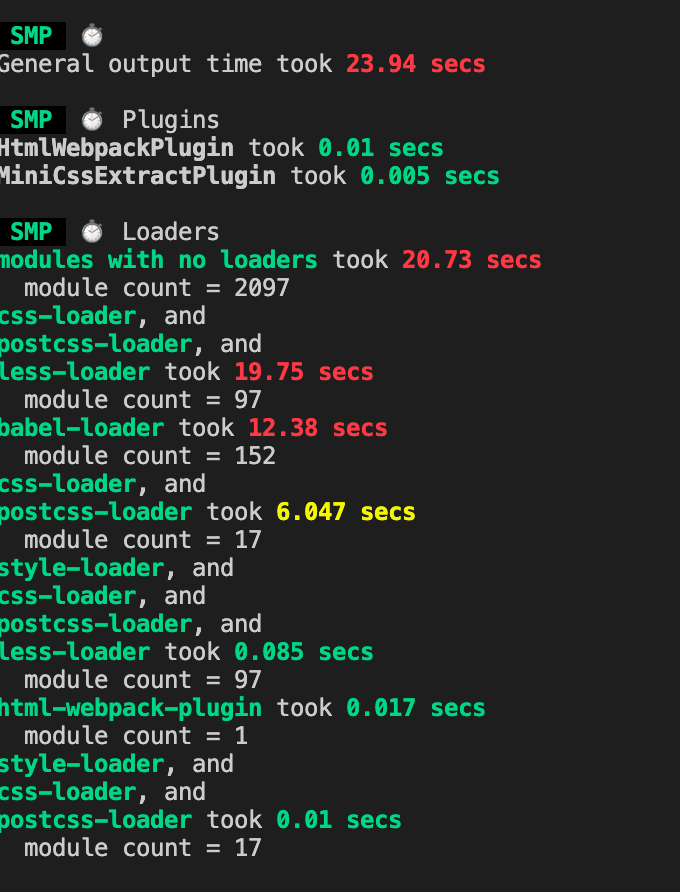 SMP ⏱
General output time took 23.94 secs
SMP ⏱ Plugins
HtmlWebpackPlugin took 0.01 secs
MiniCssExtractPlugin took 0.005 secs
SMP ⏱ Loaders
modules with no loaders took 20.73 secs
module count = 2097
css-loader, and
postcss-loader, and
less-loader took 19.75 secs
module count = 97
babel-loader took 12.38 secs
module count = 152
css-loader, and
postcss-loader took 6.047 secs
module count = 17
style-loader, and
css-loader, and
postcss-loader, and
less-loader took 0.085 secs
module count = 97
html-webpack-plugin took 0.017 secs
module count = 1
style-loader, and
css-loader, and
postcss-loader took 0.01 secs
module count = 17